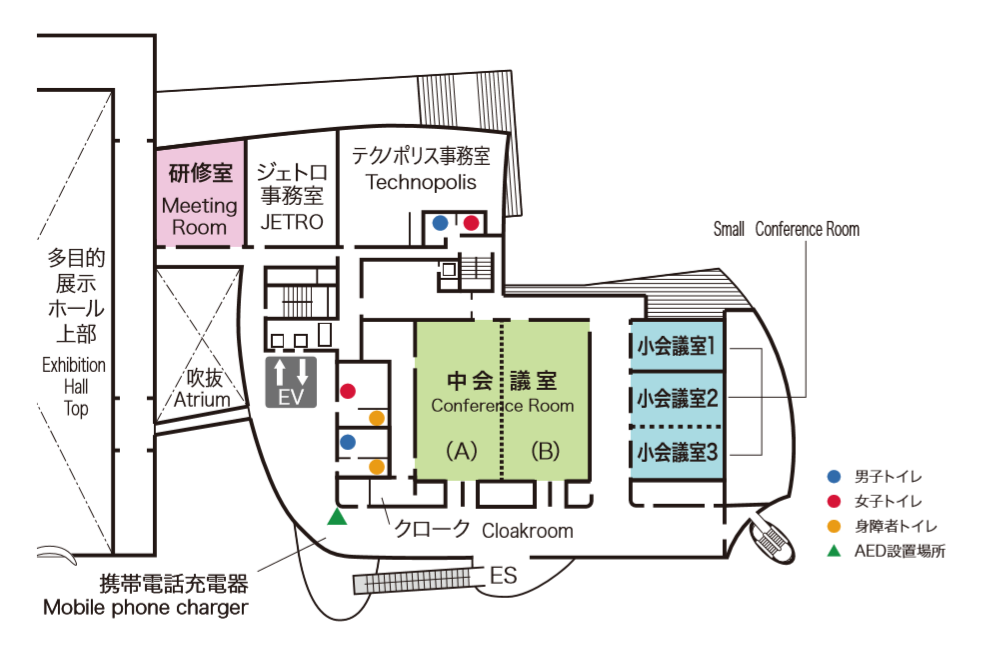 研修室
Meeting
Room
ジェトロ
事務室
JETRO
テクノポリス事務室
Technopolis
Small Conference Room
多目的
展示
ホール
上部
Exhibition
Hall
Top
吹抜
Atrium
EV
中会議室
Conference Room
(A)
(B)
小会議室1
小会議室2
小会議室3
男子トイレ
女子トイレ
身障者トイレ
AED設置場所
クローク Cloakroom
ES
携帯電話充電器
Mobile phone charger